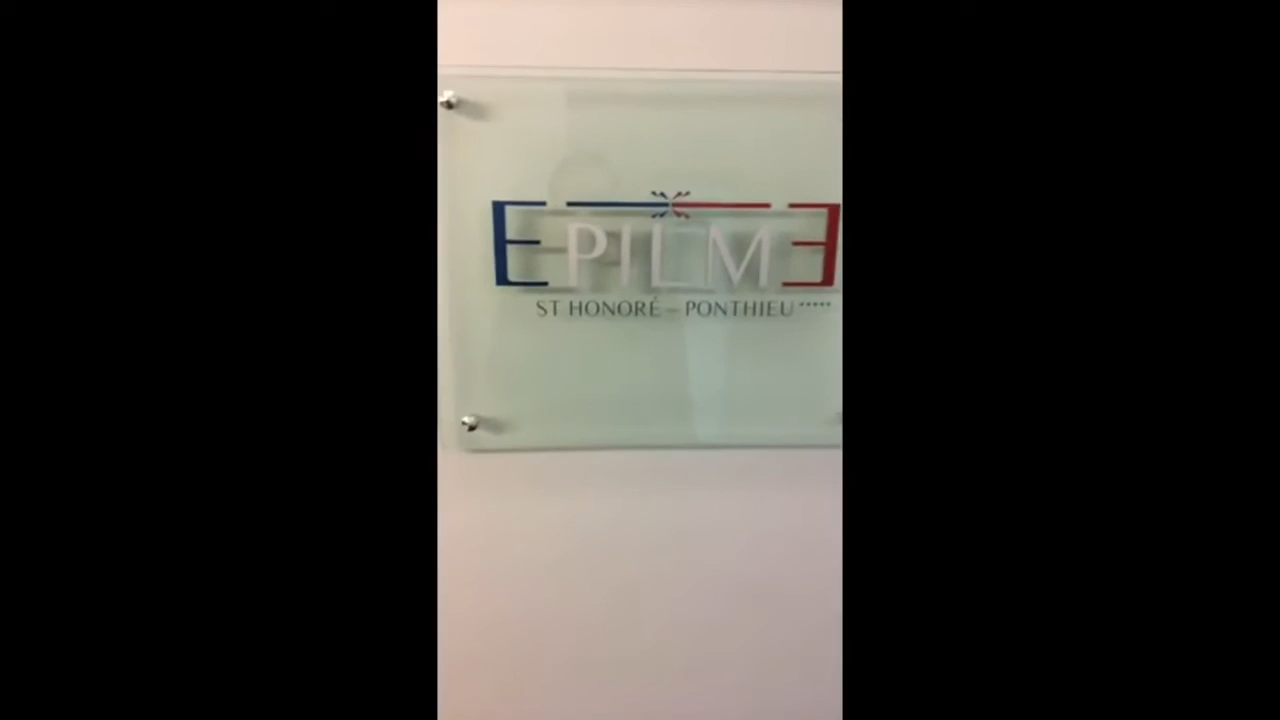 EPILME
ST HONORÉ – PONTHIEU *****